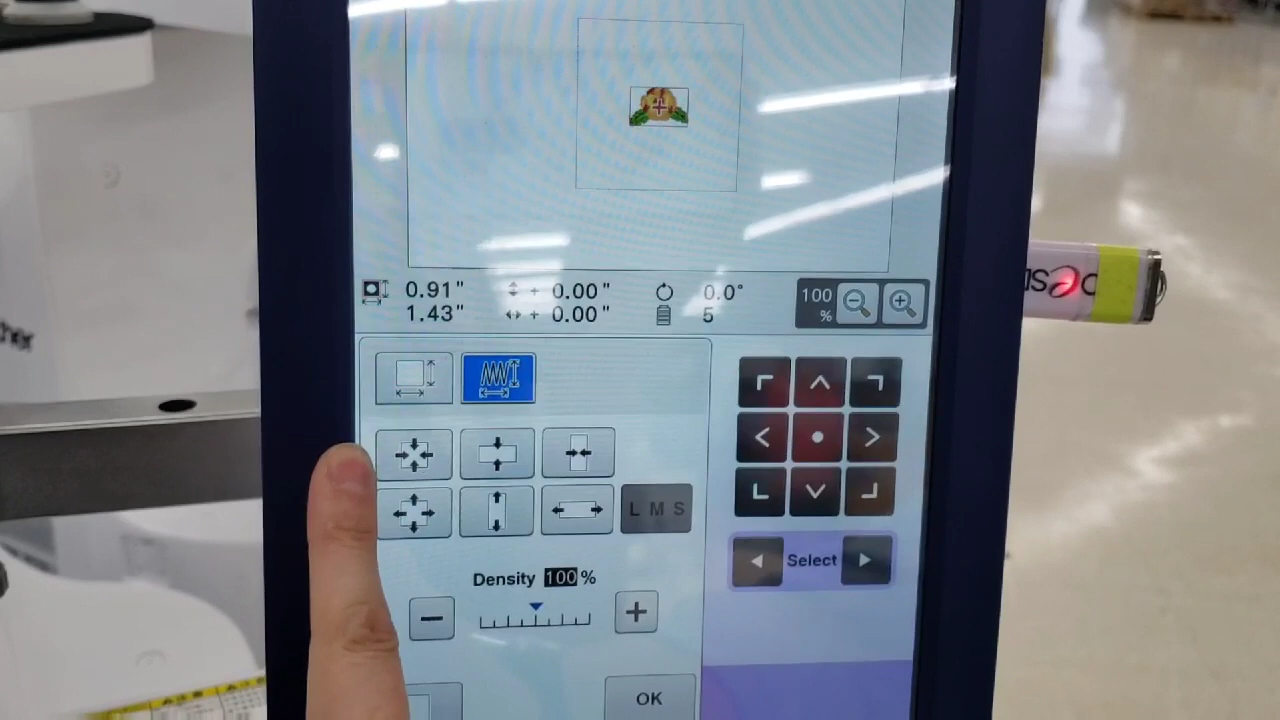 0.91" + 0.00" 0.0° 100
1.43" + 0.00" 5 %
L M S
Select
Density 100 %
OK